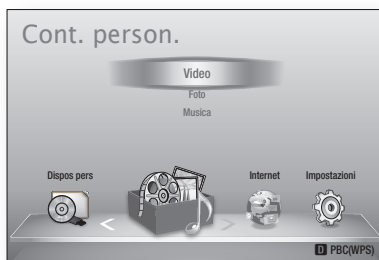 Cont. person.
Video
Foto
Musica
Dispos pers
Internet
Impostazioni
D PBC(WPS)